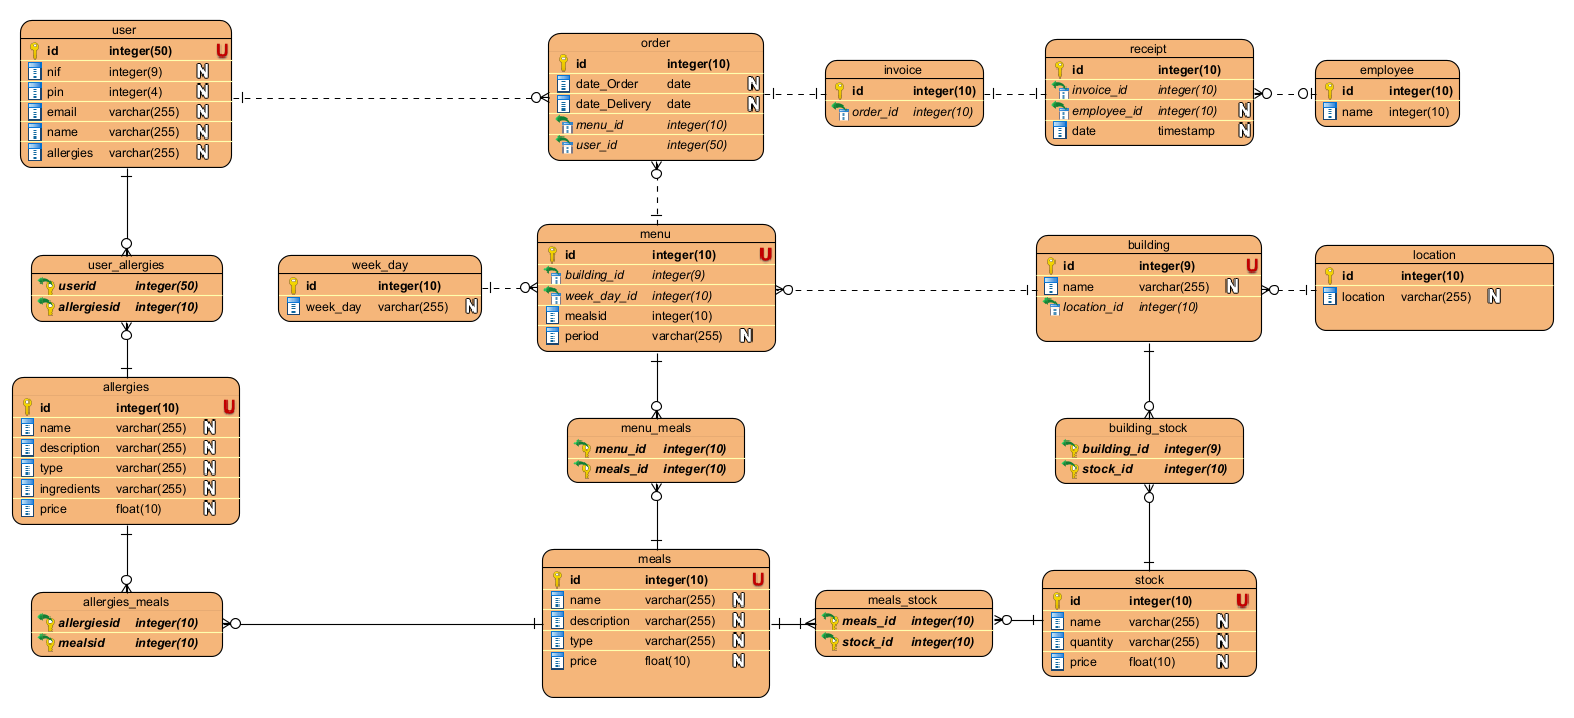 user
id integer(50) U
nif integer(9) N
pin integer(4) N
email varchar(255) N
name varchar(255) N
allergies varchar(255) N
order
id integer(10)
date_Order date N
date_Delivery date N
menu_id integer(10)
user_id integer(50)
invoice
id integer(10)
order_id integer(10)
receipt
id integer(10)
invoice_id integer(10)
employee_id integer(10) N
date timestamp N
employee
id integer(10)
name integer(10)
user_allergies
userid integer(50)
allergiesid integer(10)
week_day
id integer(10)
week_day varchar(255) N
menu
id integer(10) U
building_id integer(9)
week_day_id integer(10)
mealsid integer(10)
period varchar(255) N
building
id integer(9) U
name varchar(255) N
location_id integer(10)
location
id integer(10)
location varchar(255) N
allergies
id integer(10) U
name varchar(255) N
description varchar(255) N
type varchar(255) N
ingredients varchar(255) N
price float(10) N
menu_meals
menu_id integer(10)
meals_id integer(10)
building_stock
building_id integer(9)
stock_id integer(10)
allergies_meals
allergiesid integer(10)
mealsid integer(10)
meals
id integer(10) U
name varchar(255) N
description varchar(255) N
type varchar(255) N
price float(10) N
meals_stock
meals_id integer(10)
stock_id integer(10)
stock
id integer(10) U
name varchar(255) N
quantity varchar(255) N
price float(10) N